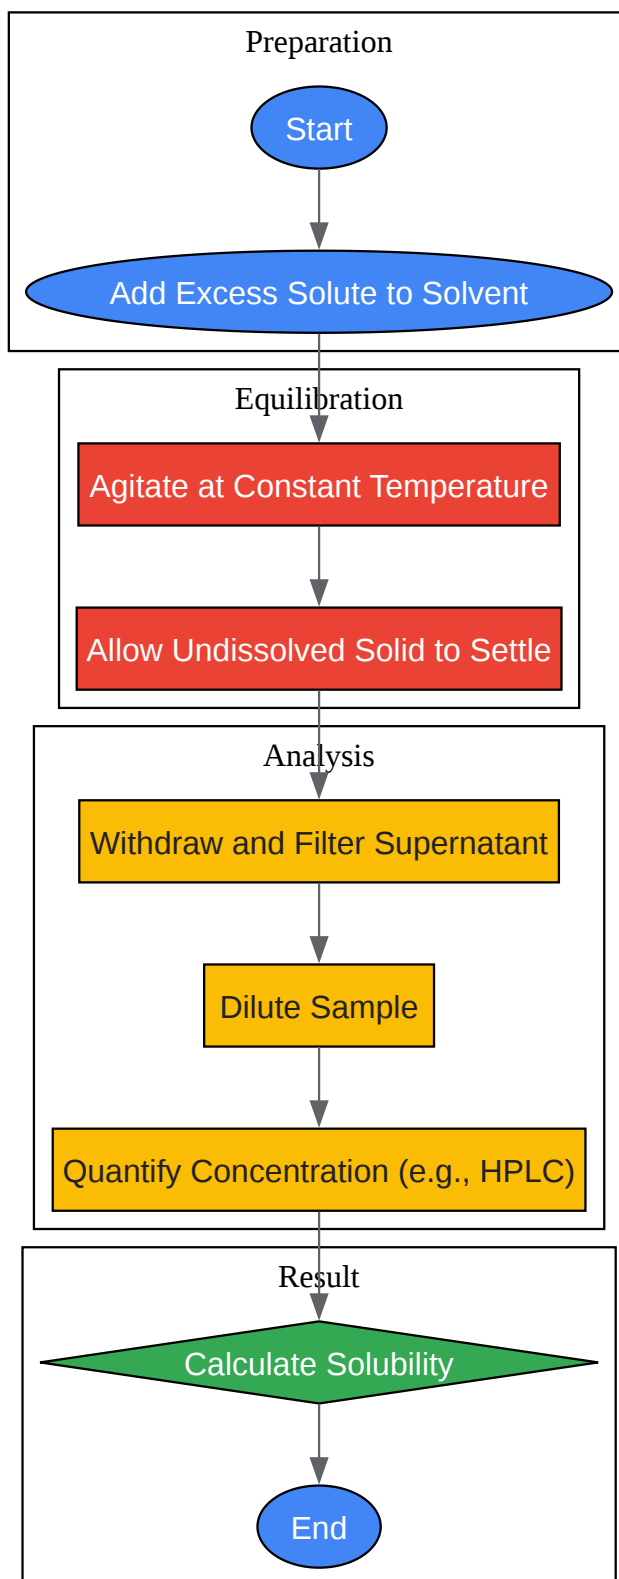 Preparation
Start
Add Excess Solute to Solvent
Equilibration
Agitate at Constant Temperature
Allow Undissolved Solid to Settle
Analysis
Withdraw and Filter Supernatant
Dilute Sample
Quantify Concentration (e.g., HPLC)
Result
Calculate Solubility
End